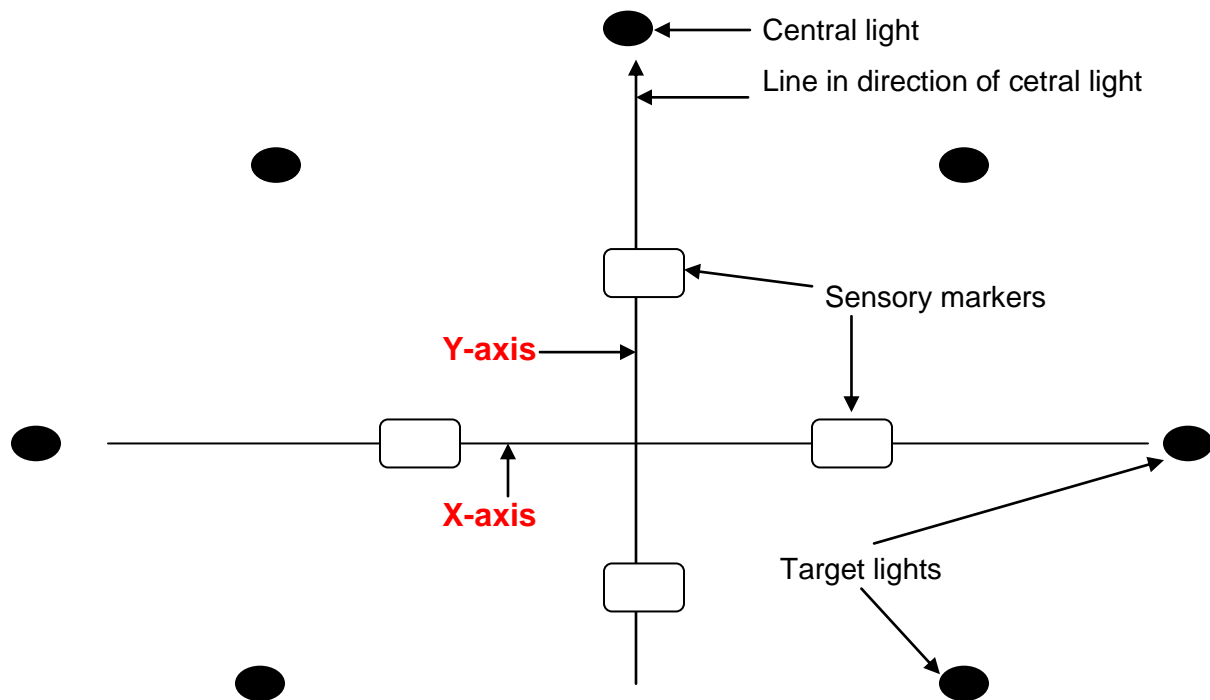 Central light
Line in direction of cetral light
Sensory markers
Y-axis
X-axis
Target lights